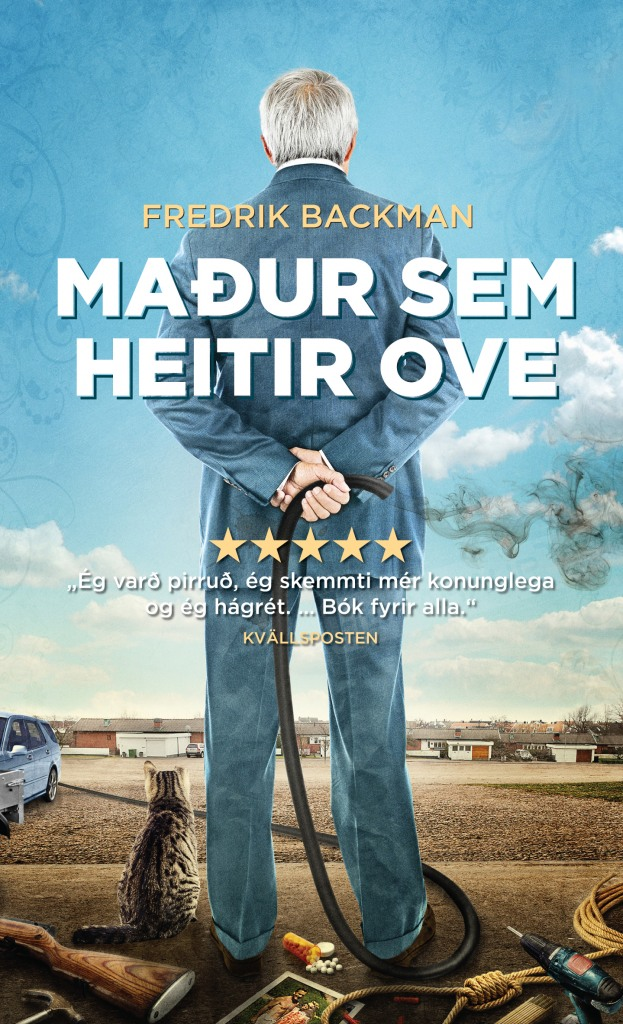 FREDRIK BACKMAN
MAÐUR SEM
HEITIR OVE
„Ég varð pirruð, ég skemmti mér konunglega
og ég hágrét. ... Bók fyrir alla.“
KVÄLLSPOSTEN